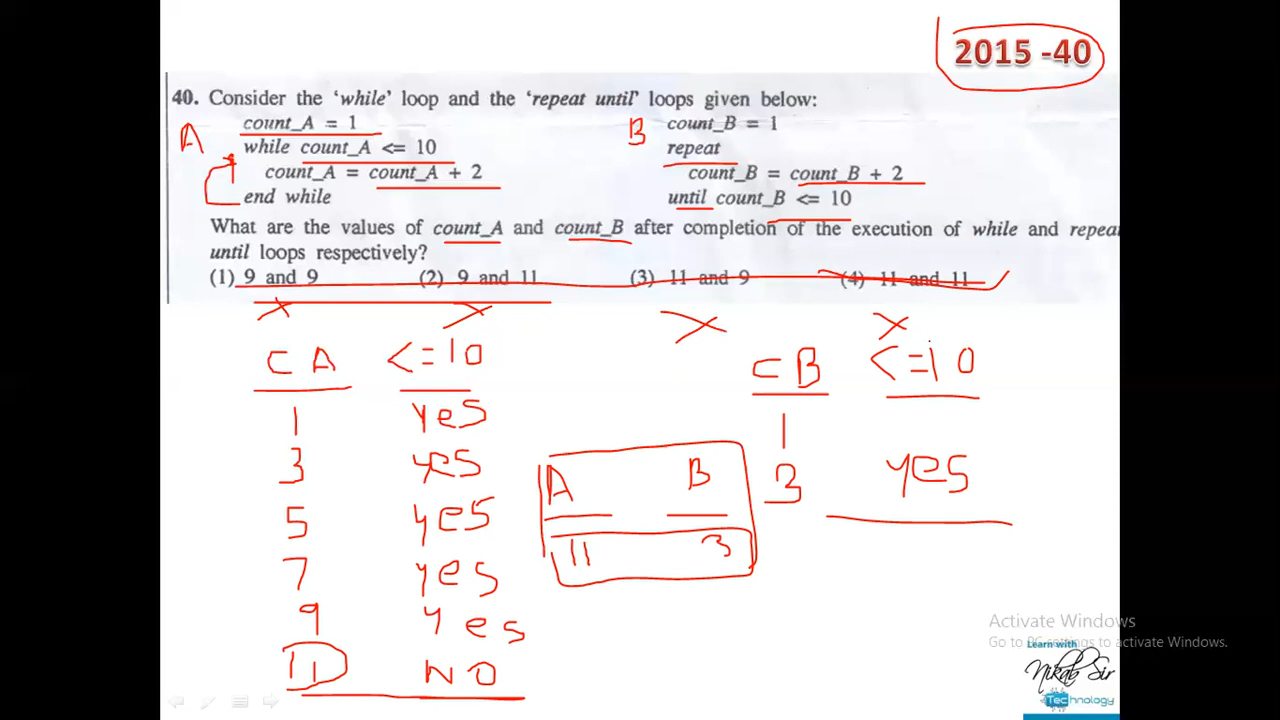 2015 -40
40. Consider the 'while' loop and the 'repeat until' loops given below:
A count_A = 1
while count_A <= 10
count_A = count_A + 2
end while
B count_B = 1
repeat
count_B = count_B + 2
until count_B <= 10
What are the values of count_A and count_B after completion of the execution of while and repea
until loops respectively?
(1) 9 and 9 (2) 9 and 11 (3) 11 and 9 (4) 11 and 11
CA <=10
1 yes
3 yes
5 yes
7 yes
9 Yes
11 NO
A B
11 3
CB <=10
1
3 yes
Activate Windows
Go to PC settings to activate Windows.
Learn with
Nikab Sir
Technology